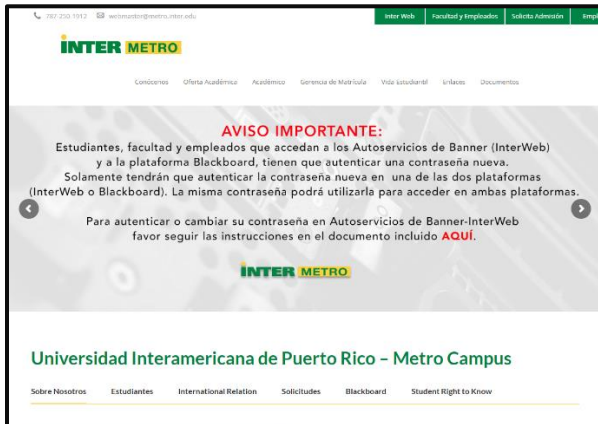 787-250-1912 webmaster@metro.inter.edu
Inter Web Facultad y Empleados Solicita Admisión Empl
INTER METRO
Conócenos Oferta Académica Académico Gerencia de Matrícula Vida Estudiantil Enlaces Documentos
AVISO IMPORTANTE:
Estudiantes, facultad y empleados que accedan a los Autoservicios de Banner (InterWeb)
y a la plataforma Blackboard, tienen que autenticar una contraseña nueva.
Solamente tendrán que autenticar la contraseña nueva en una de las dos plataformas
(InterWeb o Blackboard). La misma contraseña podrá utilizarla para acceder en ambas plataformas.
Para autenticar o cambiar su contraseña en Autoservicios de Banner-InterWeb
favor seguir las instrucciones en el documento incluido AQUÍ.
INTER METRO
Universidad Interamericana de Puerto Rico – Metro Campus
Sobre Nosotros Estudiantes International Relation Solicitudes Blackboard Student Right to Know